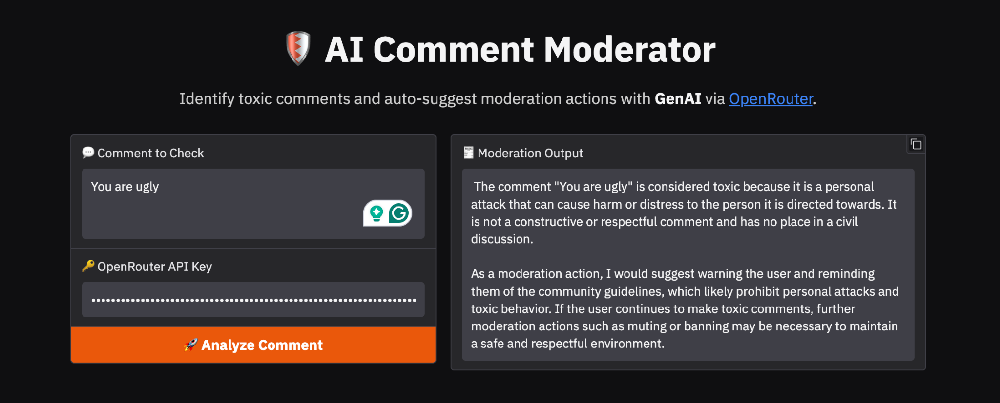 AI Comment Moderator
Identify toxic comments and auto-suggest moderation actions with GenAI via OpenRouter.
Comment to Check
You are ugly
OpenRouter API Key
Analyze Comment
Moderation Output
The comment "You are ugly" is considered toxic because it is a personal
attack that can cause harm or distress to the person it is directed towards. It
is not a constructive or respectful comment and has no place in a civil
discussion.
As a moderation action, I would suggest warning the user and reminding
them of the community guidelines, which likely prohibit personal attacks and
toxic behavior. If the user continues to make toxic comments, further
moderation actions such as muting or banning may be necessary to maintain
a safe and respectful environment.